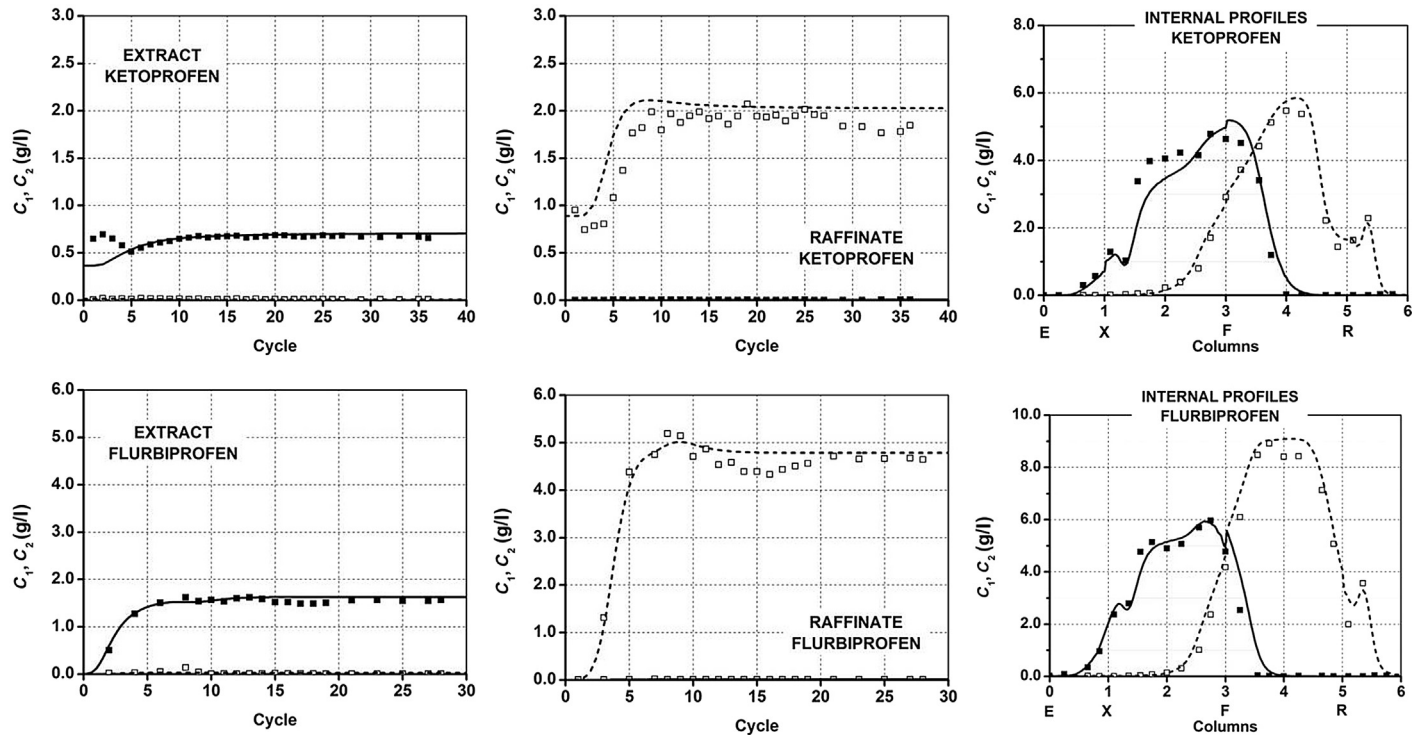 EXTRACT
KETOPROFEN
C1, C2 (g/l)
3.0
2.5
2.0
1.5
1.0
0.5
0.0
0 5 10 15 20 25 30 35 40
Cycle
RAFFINATE
KETOPROFEN
C1, C2 (g/l)
3.0
2.5
2.0
1.5
1.0
0.5
0.0
0 5 10 15 20 25 30 35 40
Cycle
INTERNAL PROFILES
KETOPROFEN
C1, C2 (g/l)
8.0
6.0
4.0
2.0
0.0
0 1 2 3 4 5 6
E X F R
Columns
EXTRACT
FLURBIPROFEN
C1, C2 (g/l)
6.0
5.0
4.0
3.0
2.0
1.0
0.0
0 5 10 15 20 25 30
Cycle
RAFFINATE
FLURBIPROFEN
C1, C2 (g/l)
6.0
5.0
4.0
3.0
2.0
1.0
0.0
0 5 10 15 20 25 30
Cycle
INTERNAL PROFILES
FLURBIPROFEN
C1, C2 (g/l)
10.0
8.0
6.0
4.0
2.0
0.0
0 1 2 3 4 5 6
E X F R
Columns